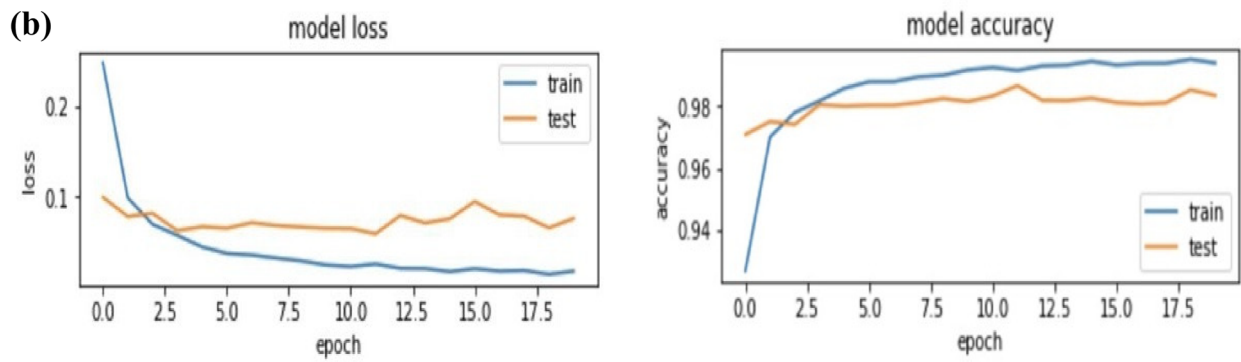 (b)
model loss
train
test
0.2
0.1
loss
0.0 2.5 5.0 7.5 10.0 12.5 15.0 17.5
epoch
model accuracy
0.98
0.96
0.94
accuracy
train
test
0.0 2.5 5.0 7.5 10.0 12.5 15.0 17.5
epoch